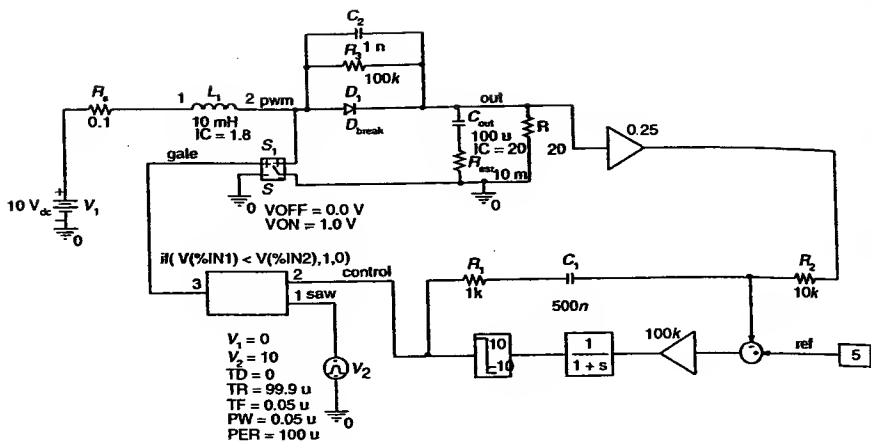 C2
1 n
R3
100k
Rs
0.1
1 L1 2 pwm
10 mH
IC = 1.8
D1
Dbreak
out
Cout
100 u
IC = 20
Resr
10 m
R
20
0.25
gate
S1
S
0
0
VOFF = 0.0 V
VON = 1.0 V
10 Vdc
V1
0
if( V(%IN1) < V(%IN2),1,0)
3
2 control
1 saw
R1
1k
C1
500n
R2
10k
100k
10
-10
1
1 + s
ref
5
V1 = 0
V2 = 10
TD = 0
TR = 99.9 u
TF = 0.05 u
PW = 0.05 u
PER = 100 u
V2
0